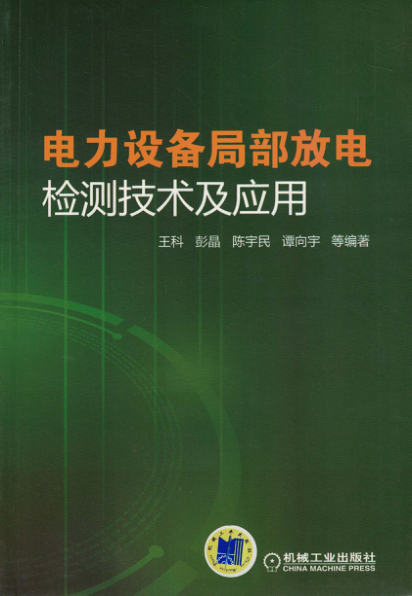 电力设备局部放电
检测技术及应用
王科 彭晶 陈宇民 谭向宇 等编著
机械工业出版社
CHINA MACHINE PRESS